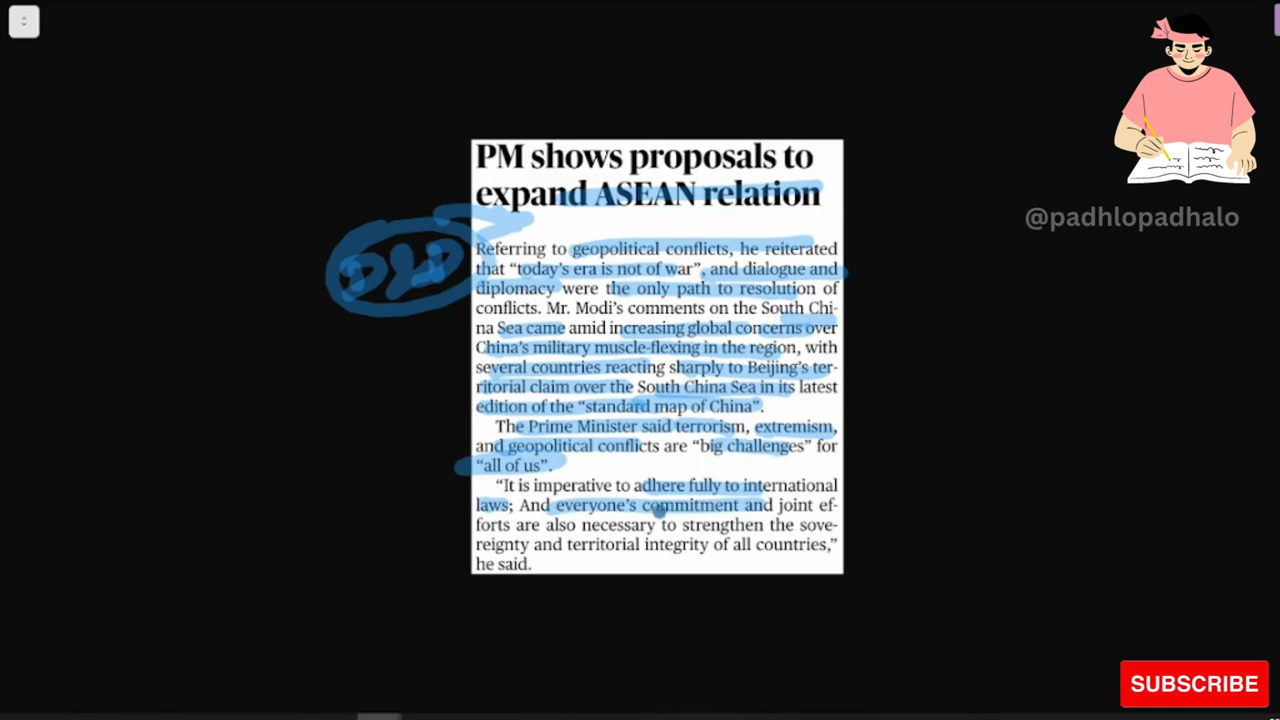 PM shows proposals to
expand ASEAN relation
Referring to geopolitical conflicts, he reiterated
that “today’s era is not of war”, and dialogue and
diplomacy were the only path to resolution of
conflicts. Mr. Modi’s comments on the South Chi-
na Sea came amid increasing global concerns over
China’s military muscle-flexing in the region, with
several countries reacting sharply to Beijing’s ter-
ritorial claim over the South China Sea in its latest
edition of the “standard map of China”.
The Prime Minister said terrorism, extremism,
and geopolitical conflicts are “big challenges” for
“all of us”.
“It is imperative to adhere fully to international
laws; And everyone’s commitment and joint ef-
forts are also necessary to strengthen the sove-
reignty and territorial integrity of all countries,”
he said.
@padhlopadhalo
SUBSCRIBE